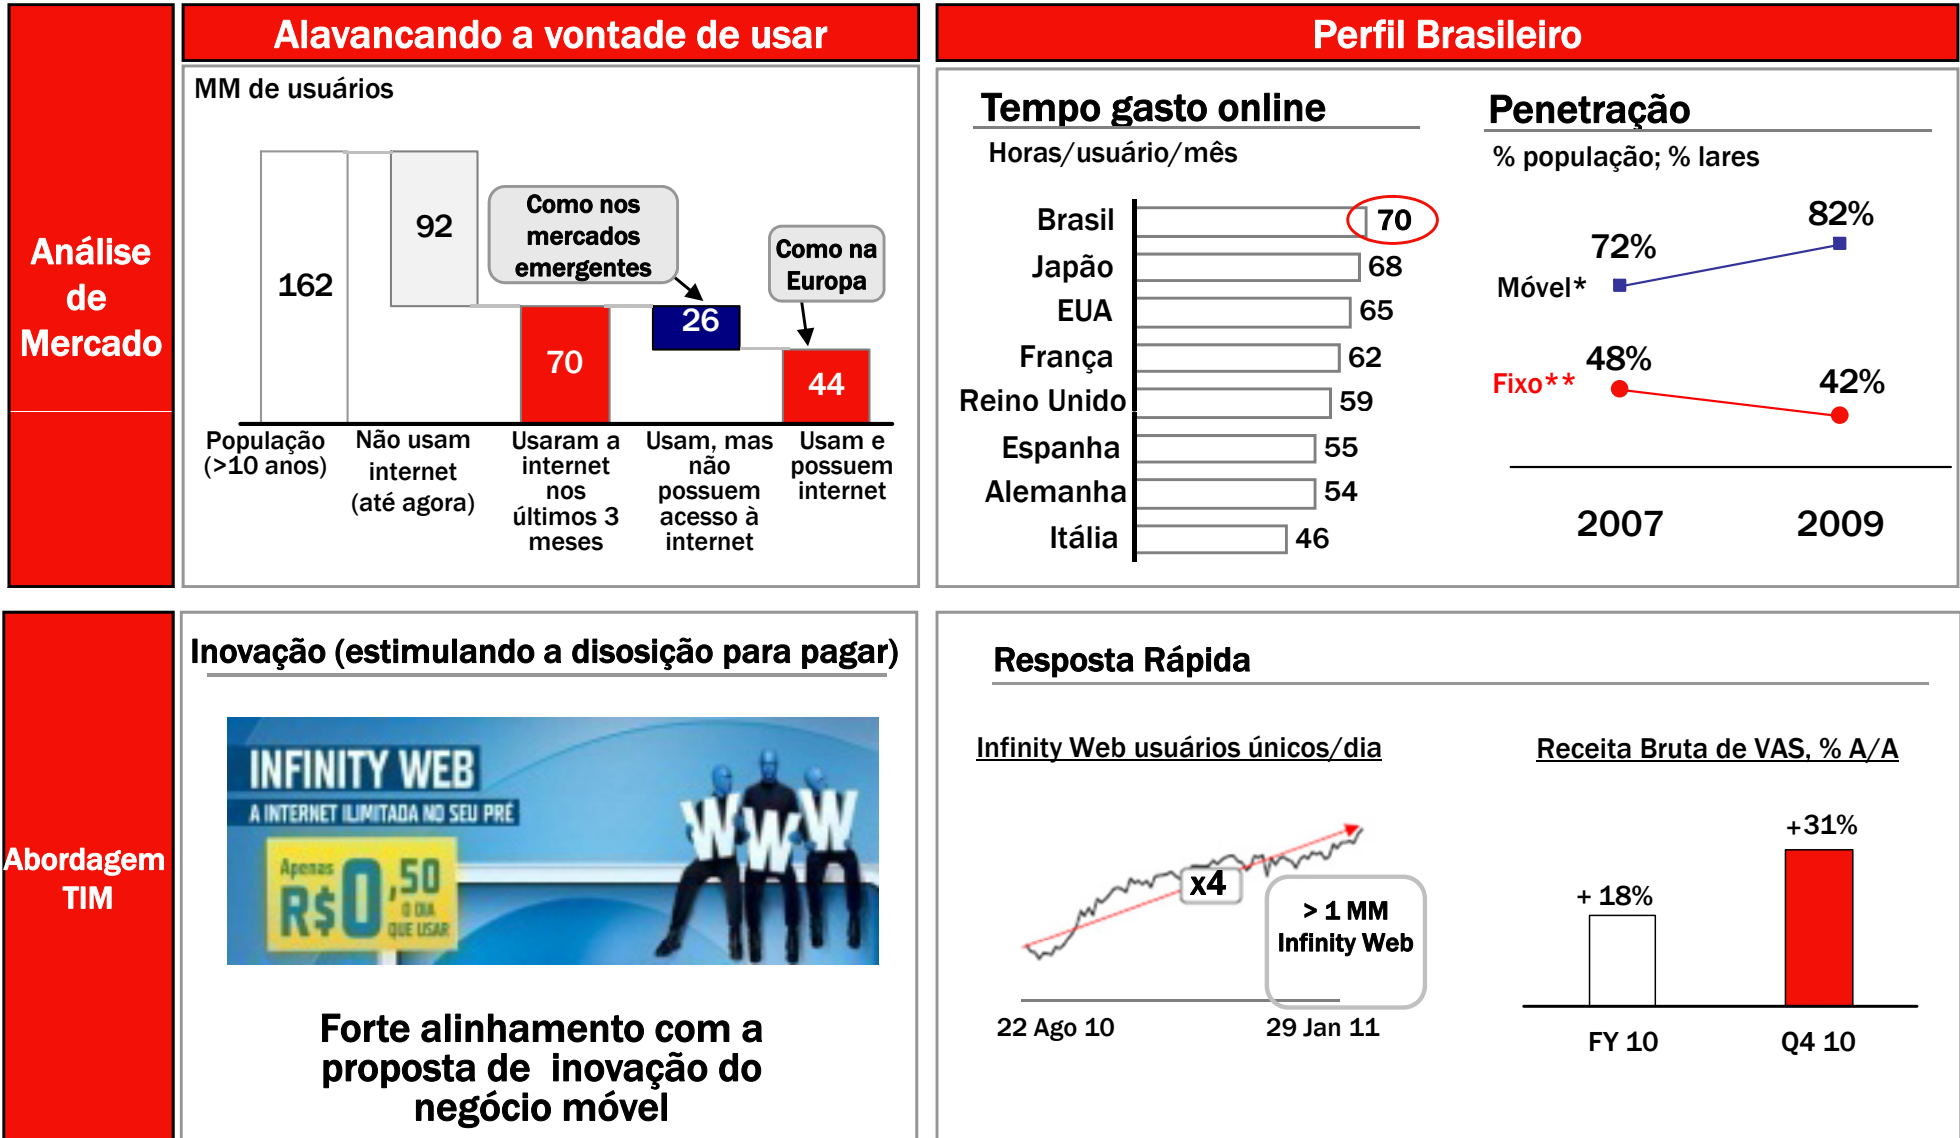 Alavancando a vontade de usar
Perfil Brasileiro
Análise
de
Mercado
MM de usuários
162
92
Como nos
mercados
emergentes
Como na
Europa
70
26
44
População
(>10 anos)
Não usam
internet
(até agora)
Usaram a
internet
nos
últimos 3
meses
Usam, mas
não
possuem
acesso à
internet
Usam e
possuem
internet
Tempo gasto online
Horas/usuário/mês
Brasil 70
Japão 68
EUA 65
França 62
Reino Unido 59
Espanha 55
Alemanha 54
Itália 46
Penetração
% população; % lares
82%
72%
Móvel*
48%
Fixo**
42%
2007 2009
Abordagem
TIM
Inovação (estimulando a disosição para pagar)
INFINITY WEB
A INTERNET ILIMITADA NO SEU PRÉ
Apenas
R$0,50
O DIA
QUE USAR
W W W
Forte alinhamento com a
proposta de inovação do
negócio móvel
Resposta Rápida
Infinity Web usuários únicos/dia
x4
> 1 MM
Infinity Web
22 Ago 10 29 Jan 11
Receita Bruta de VAS, % A/A
+ 18%
+31%
FY 10 Q4 10